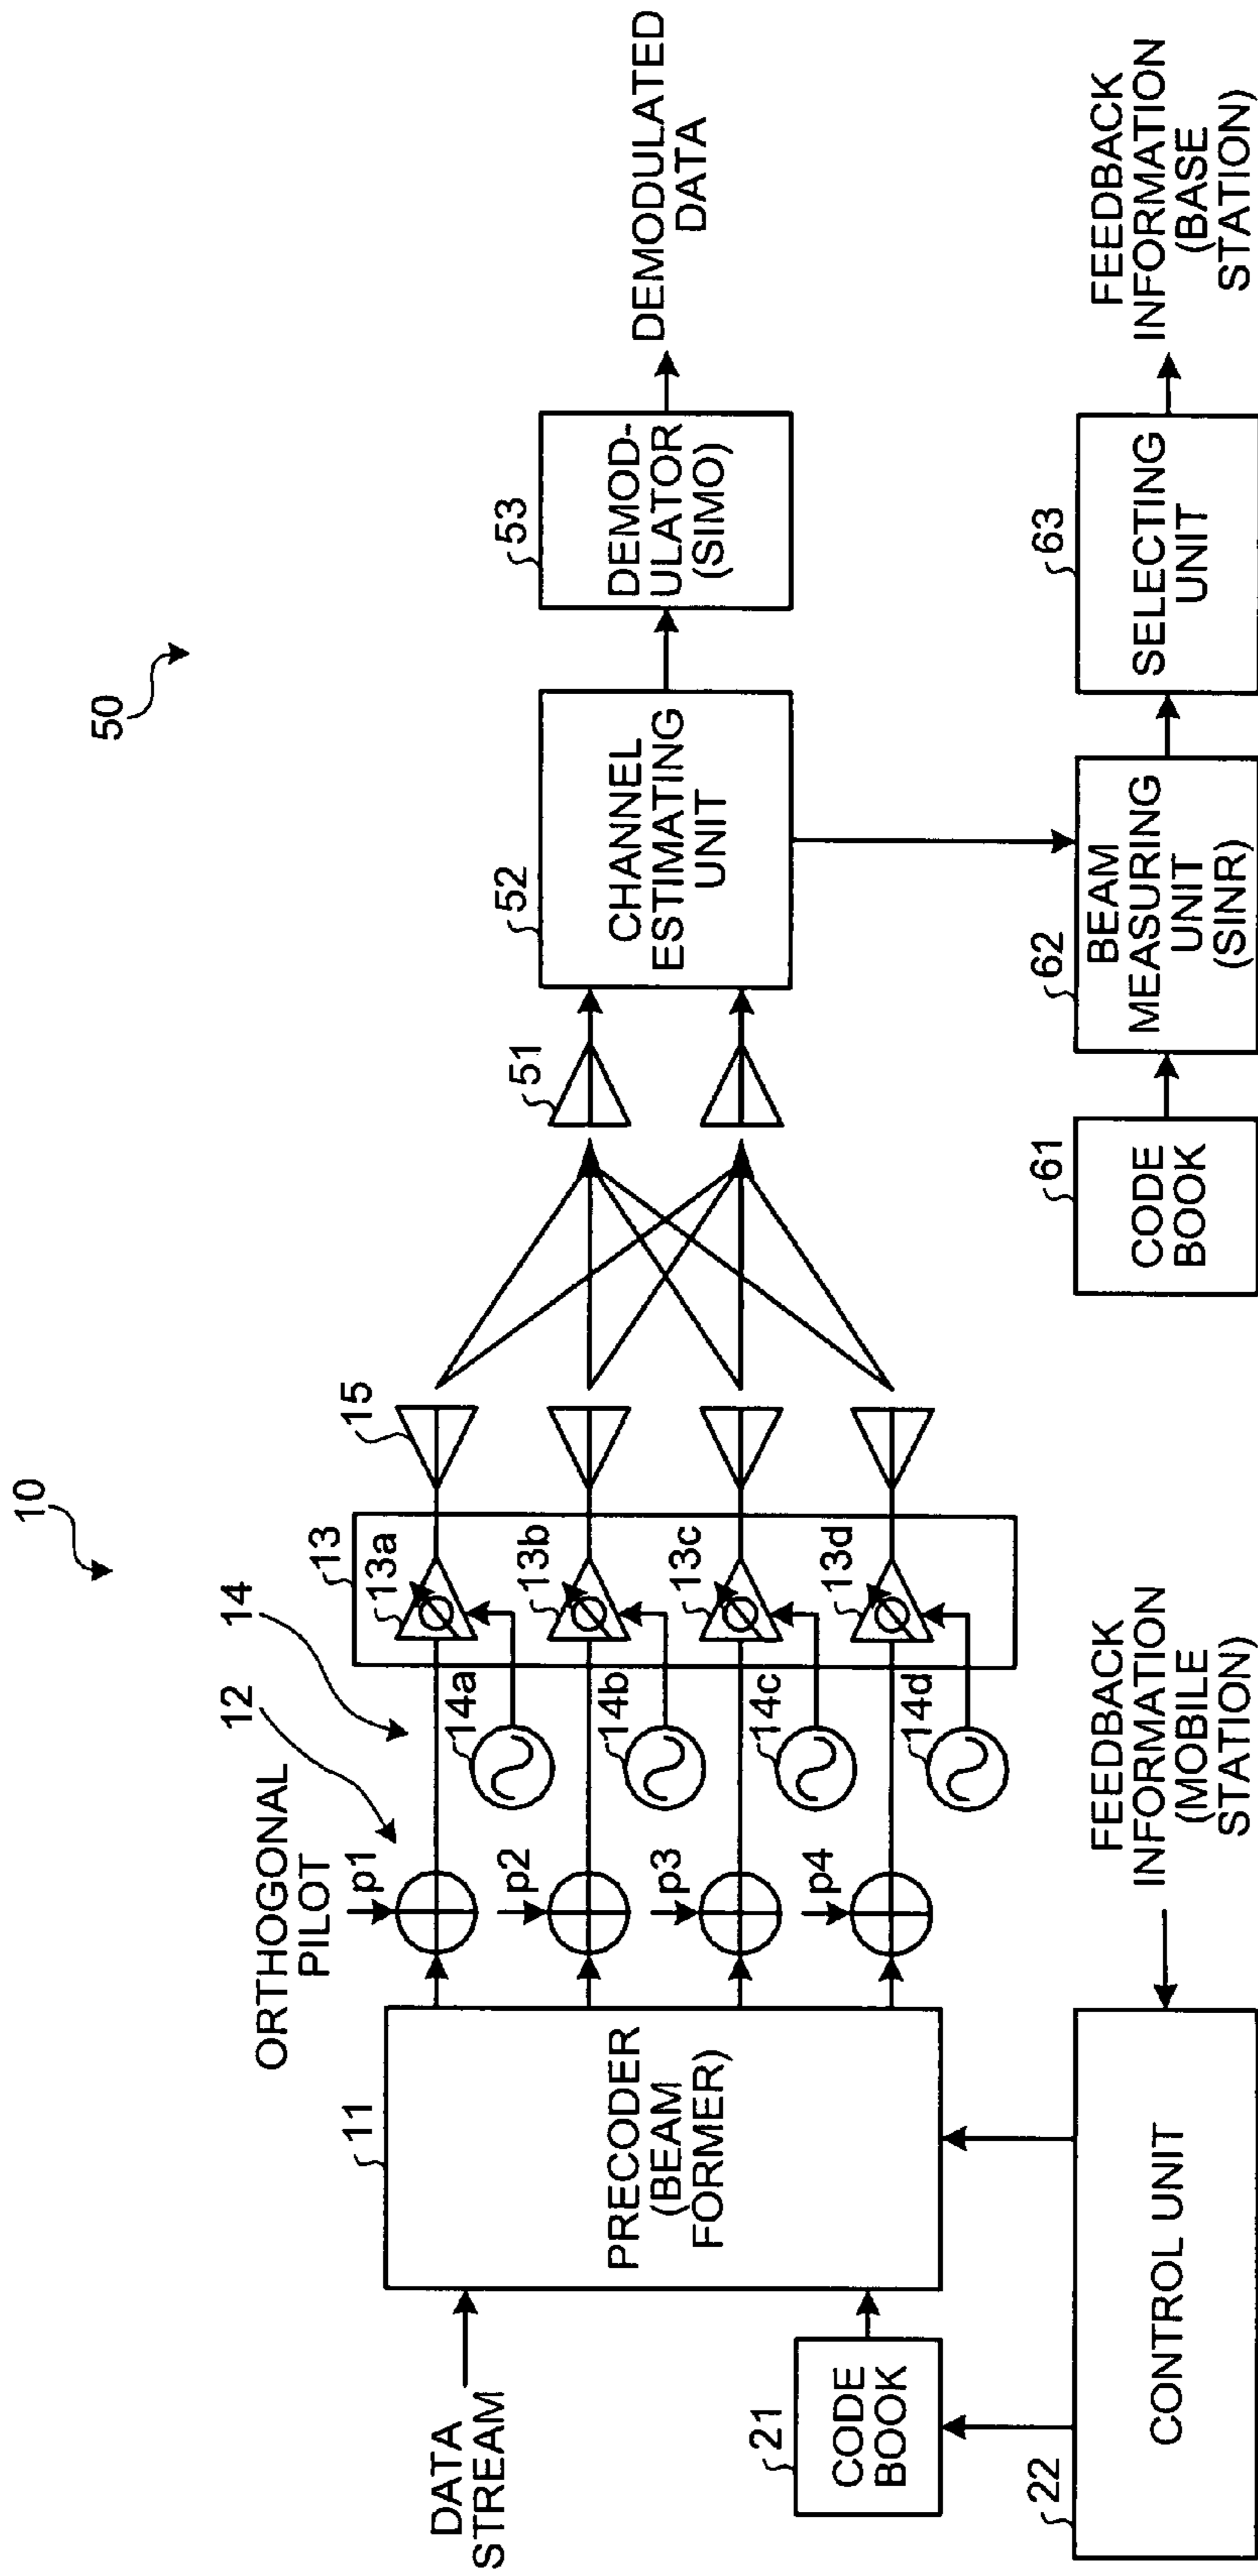 10
50
ORTHOGONAL
PILOT
12
14
p1
p2
p3
p4
13
13a
13b
13c
13d
14a
14b
14c
14d
15
51
11
PRECODER
(BEAM
FORMER)
DATA
STREAM
21
CODE
BOOK
22
CONTROL UNIT
FEEDBACK
INFORMATION
(MOBILE
STATION)
52
CHANNEL
ESTIMATING
UNIT
53
DEMOD-
ULATOR
(SIMO)
DEMODULATED
DATA
61
CODE
BOOK
62
BEAM
MEASURING
UNIT
(SINR)
63
SELECTING
UNIT
FEEDBACK
INFORMATION
(BASE
STATION)